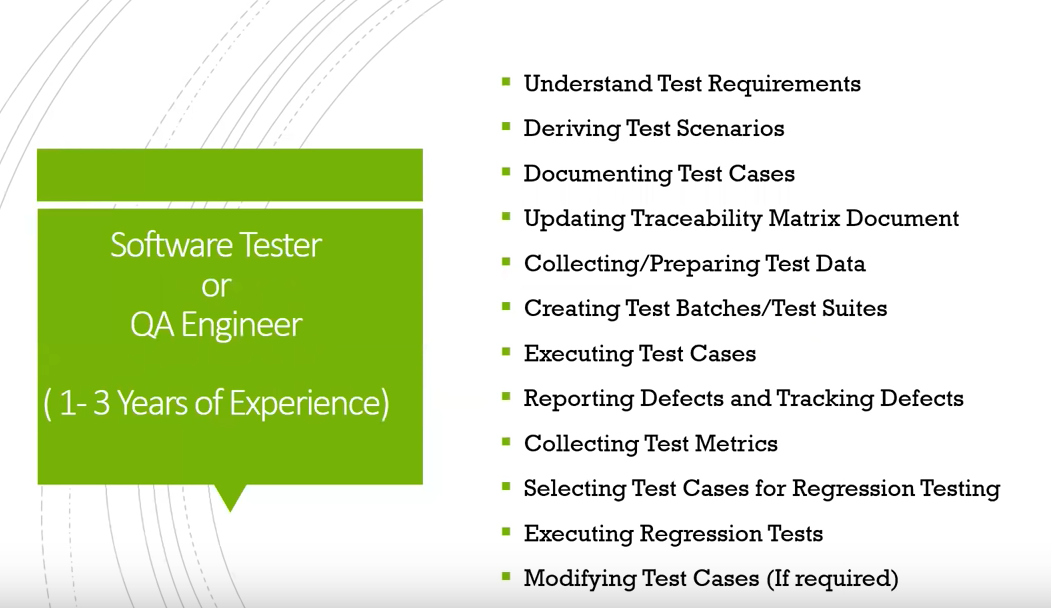 Software Tester
or
QA Engineer
( 1- 3 Years of Experience)
Understand Test Requirements
Deriving Test Scenarios
Documenting Test Cases
Updating Traceability Matrix Document
Collecting/Preparing Test Data
Creating Test Batches/Test Suites
Executing Test Cases
Reporting Defects and Tracking Defects
Collecting Test Metrics
Selecting Test Cases for Regression Testing
Executing Regression Tests
Modifying Test Cases (If required)